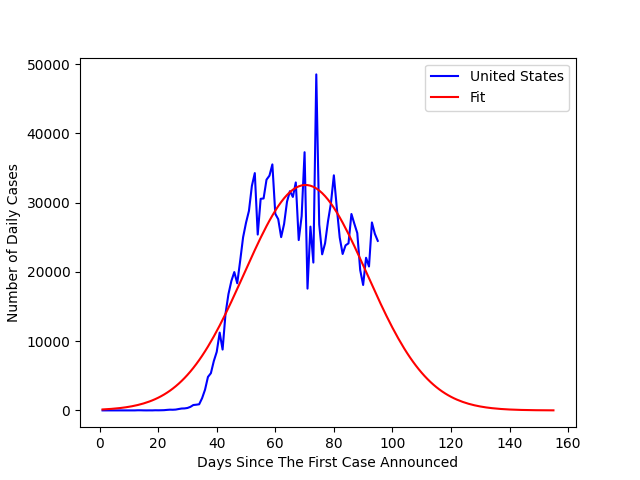 50000
40000
30000
20000
10000
0
Number of Daily Cases
United States
Fit
0 20 40 60 80 100 120 140 160
Days Since The First Case Announced